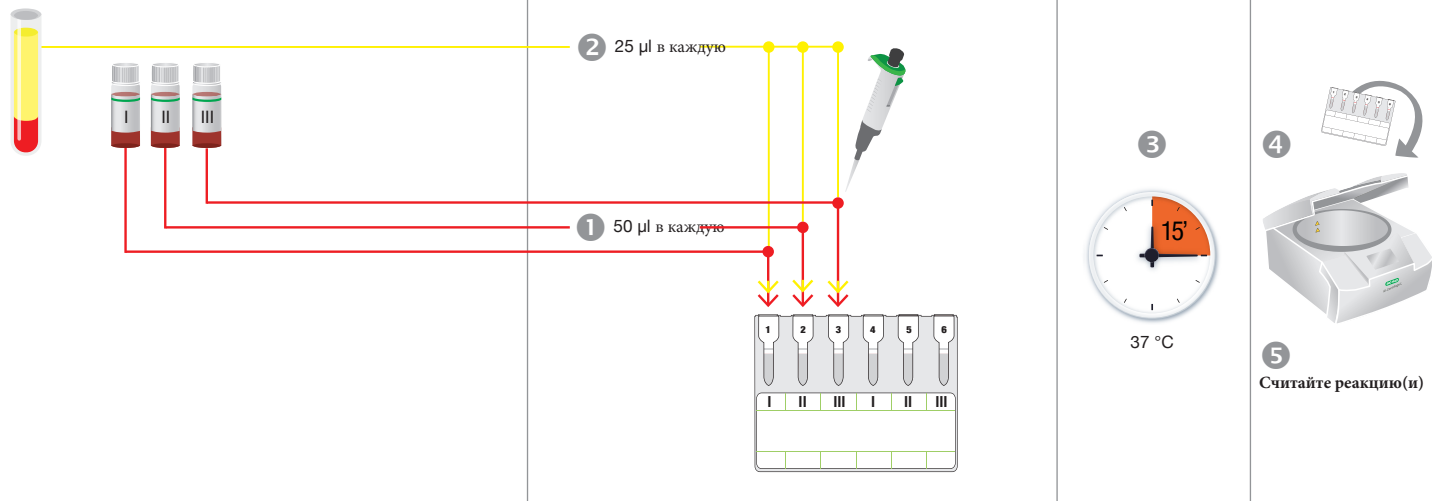 2 25 µl в каждую
I II III
1 50 µl в каждую
1 2 3 4 5 6
I II III I II III
3
15'
37 °C
4
5
Считайте реакцию(и)